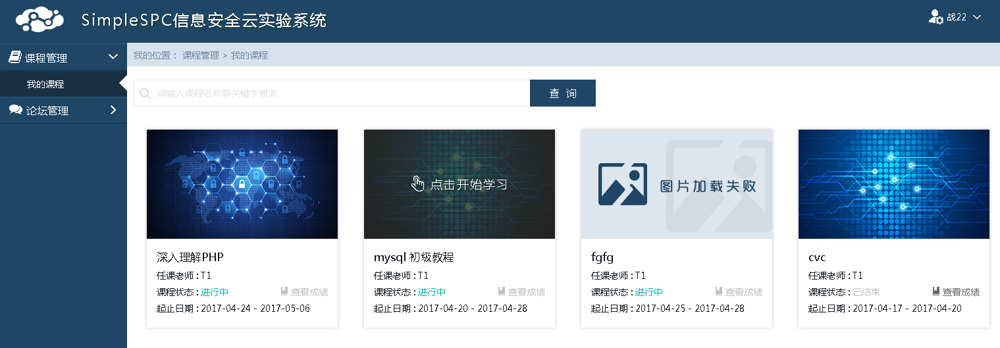 SimpleSPC信息安全云实验系统
战22
课程管理
我的课程
论坛管理
我的位置： 课程管理 > 我的课程
请输入课程名称等关键字查询
查 询
点击开始学习
图片加载失败
深入理解PHP
任课老师 : T1
课程状态 : 进行中 查看成绩
起止日期 : 2017-04-24 - 2017-05-06
mysql 初级教程
任课老师 : T1
课程状态 : 进行中 查看成绩
起止日期 : 2017-04-20 - 2017-04-28
fgfg
任课老师 : T1
课程状态 : 进行中 查看成绩
起止日期 : 2017-04-25 - 2017-04-28
cvc
任课老师 : T1
课程状态 : 已结束 查看成绩
起止日期 : 2017-04-17 - 2017-04-20